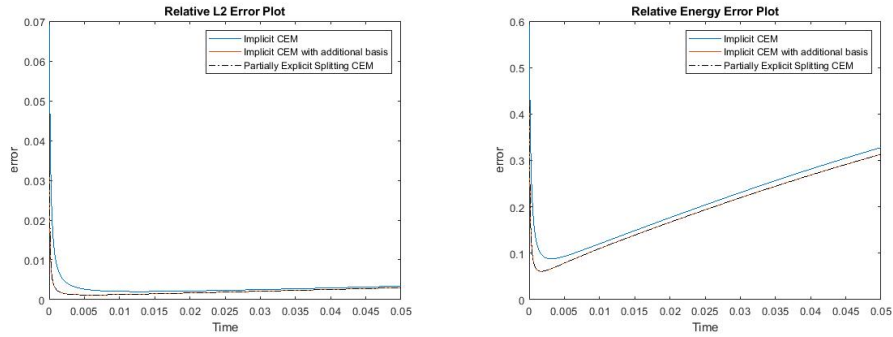 Relative L2 Error Plot
0.07
0.06
0.05
0.04
0.03
0.02
0.01
0
error
Implicit CEM
Implicit CEM with additional basis
Partially Explicit Splitting CEM
0 0.005 0.01 0.015 0.02 0.025 0.03 0.035 0.04 0.045 0.05
Time
Relative Energy Error Plot
0.6
0.5
0.4
0.3
0.2
0.1
0
error
Implicit CEM
Implicit CEM with additional basis
Partially Explicit Splitting CEM
0 0.005 0.01 0.015 0.02 0.025 0.03 0.035 0.04 0.045 0.05
Time